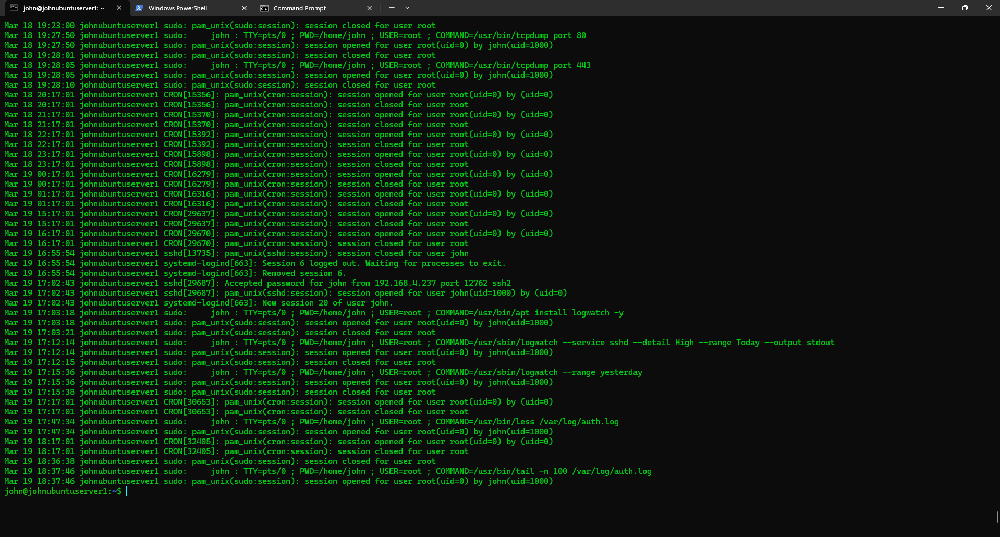 john@johnubuntuserver1: ~
Windows PowerShell
Command Prompt
Mar 18 19:23:00 johnubuntuserver1 sudo: pam_unix(sudo:session): session closed for user root
Mar 18 19:27:50 johnubuntuserver1 sudo:     john : TTY=pts/0 ; PWD=/home/john ; USER=root ; COMMAND=/usr/bin/tcpdump port 80
Mar 18 19:27:50 johnubuntuserver1 sudo: pam_unix(sudo:session): session opened for user root(uid=0) by john(uid=1000)
Mar 18 19:28:01 johnubuntuserver1 sudo: pam_unix(sudo:session): session closed for user root
Mar 18 19:28:05 johnubuntuserver1 sudo:     john : TTY=pts/0 ; PWD=/home/john ; USER=root ; COMMAND=/usr/bin/tcpdump port 443
Mar 18 19:28:05 johnubuntuserver1 sudo: pam_unix(sudo:session): session opened for user root(uid=0) by john(uid=1000)
Mar 18 19:28:10 johnubuntuserver1 sudo: pam_unix(sudo:session): session closed for user root
Mar 18 20:17:01 johnubuntuserver1 CRON[15356]: pam_unix(cron:session): session opened for user root(uid=0) by (uid=0)
Mar 18 20:17:01 johnubuntuserver1 CRON[15356]: pam_unix(cron:session): session closed for user root
Mar 18 21:17:01 johnubuntuserver1 CRON[15370]: pam_unix(cron:session): session opened for user root(uid=0) by (uid=0)
Mar 18 21:17:01 johnubuntuserver1 CRON[15370]: pam_unix(cron:session): session closed for user root
Mar 18 22:17:01 johnubuntuserver1 CRON[15392]: pam_unix(cron:session): session opened for user root(uid=0) by (uid=0)
Mar 18 22:17:01 johnubuntuserver1 CRON[15392]: pam_unix(cron:session): session closed for user root
Mar 18 23:17:01 johnubuntuserver1 CRON[15898]: pam_unix(cron:session): session opened for user root(uid=0) by (uid=0)
Mar 18 23:17:01 johnubuntuserver1 CRON[15898]: pam_unix(cron:session): session closed for user root
Mar 19 00:17:01 johnubuntuserver1 CRON[16279]: pam_unix(cron:session): session opened for user root(uid=0) by (uid=0)
Mar 19 00:17:01 johnubuntuserver1 CRON[16279]: pam_unix(cron:session): session closed for user root
Mar 19 01:17:01 johnubuntuserver1 CRON[16316]: pam_unix(cron:session): session opened for user root(uid=0) by (uid=0)
Mar 19 01:17:01 johnubuntuserver1 CRON[16316]: pam_unix(cron:session): session closed for user root
Mar 19 15:17:01 johnubuntuserver1 CRON[29637]: pam_unix(cron:session): session opened for user root(uid=0) by (uid=0)
Mar 19 15:17:01 johnubuntuserver1 CRON[29637]: pam_unix(cron:session): session closed for user root
Mar 19 16:17:01 johnubuntuserver1 CRON[29670]: pam_unix(cron:session): session opened for user root(uid=0) by (uid=0)
Mar 19 16:17:01 johnubuntuserver1 CRON[29670]: pam_unix(cron:session): session closed for user root
Mar 19 16:55:54 johnubuntuserver1 sshd[13735]: pam_unix(sshd:session): session closed for user john
Mar 19 16:55:54 johnubuntuserver1 systemd-logind[663]: Session 6 logged out. Waiting for processes to exit.
Mar 19 16:55:54 johnubuntuserver1 systemd-logind[663]: Removed session 6.
Mar 19 17:02:43 johnubuntuserver1 sshd[29687]: Accepted password for john from 192.168.4.237 port 12762 ssh2
Mar 19 17:02:43 johnubuntuserver1 sshd[29687]: pam_unix(sshd:session): session opened for user john(uid=1000) by (uid=0)
Mar 19 17:02:43 johnubuntuserver1 systemd-logind[663]: New session 20 of user john.
Mar 19 17:03:18 johnubuntuserver1 sudo:     john : TTY=pts/0 ; PWD=/home/john ; USER=root ; COMMAND=/usr/bin/apt install logwatch -y
Mar 19 17:03:18 johnubuntuserver1 sudo: pam_unix(sudo:session): session opened for user root(uid=0) by john(uid=1000)
Mar 19 17:03:21 johnubuntuserver1 sudo: pam_unix(sudo:session): session closed for user root
Mar 19 17:12:14 johnubuntuserver1 sudo:     john : TTY=pts/0 ; PWD=/home/john ; USER=root ; COMMAND=/usr/sbin/logwatch --service sshd --detail High --range Today --output stdout
Mar 19 17:12:14 johnubuntuserver1 sudo: pam_unix(sudo:session): session opened for user root(uid=0) by john(uid=1000)
Mar 19 17:12:15 johnubuntuserver1 sudo: pam_unix(sudo:session): session closed for user root
Mar 19 17:15:36 johnubuntuserver1 sudo:     john : TTY=pts/0 ; PWD=/home/john ; USER=root ; COMMAND=/usr/sbin/logwatch --range yesterday
Mar 19 17:15:36 johnubuntuserver1 sudo: pam_unix(sudo:session): session opened for user root(uid=0) by john(uid=1000)
Mar 19 17:15:38 johnubuntuserver1 sudo: pam_unix(sudo:session): session closed for user root
Mar 19 17:17:01 johnubuntuserver1 CRON[30653]: pam_unix(cron:session): session opened for user root(uid=0) by (uid=0)
Mar 19 17:17:01 johnubuntuserver1 CRON[30653]: pam_unix(cron:session): session closed for user root
Mar 19 17:47:34 johnubuntuserver1 sudo:     john : TTY=pts/0 ; PWD=/home/john ; USER=root ; COMMAND=/usr/bin/less /var/log/auth.log
Mar 19 17:47:34 johnubuntuserver1 sudo: pam_unix(sudo:session): session opened for user root(uid=0) by john(uid=1000)
Mar 19 18:17:01 johnubuntuserver1 CRON[32405]: pam_unix(cron:session): session opened for user root(uid=0) by (uid=0)
Mar 19 18:17:01 johnubuntuserver1 CRON[32405]: pam_unix(cron:session): session closed for user root
Mar 19 18:36:38 johnubuntuserver1 sudo: pam_unix(sudo:session): session closed for user root
Mar 19 18:37:46 johnubuntuserver1 sudo:     john : TTY=pts/0 ; PWD=/home/john ; USER=root ; COMMAND=/usr/bin/tail -n 100 /var/log/auth.log
Mar 19 18:37:46 johnubuntuserver1 sudo: pam_unix(sudo:session): session opened for user root(uid=0) by john(uid=1000)
john@johnubuntuserver1:~$